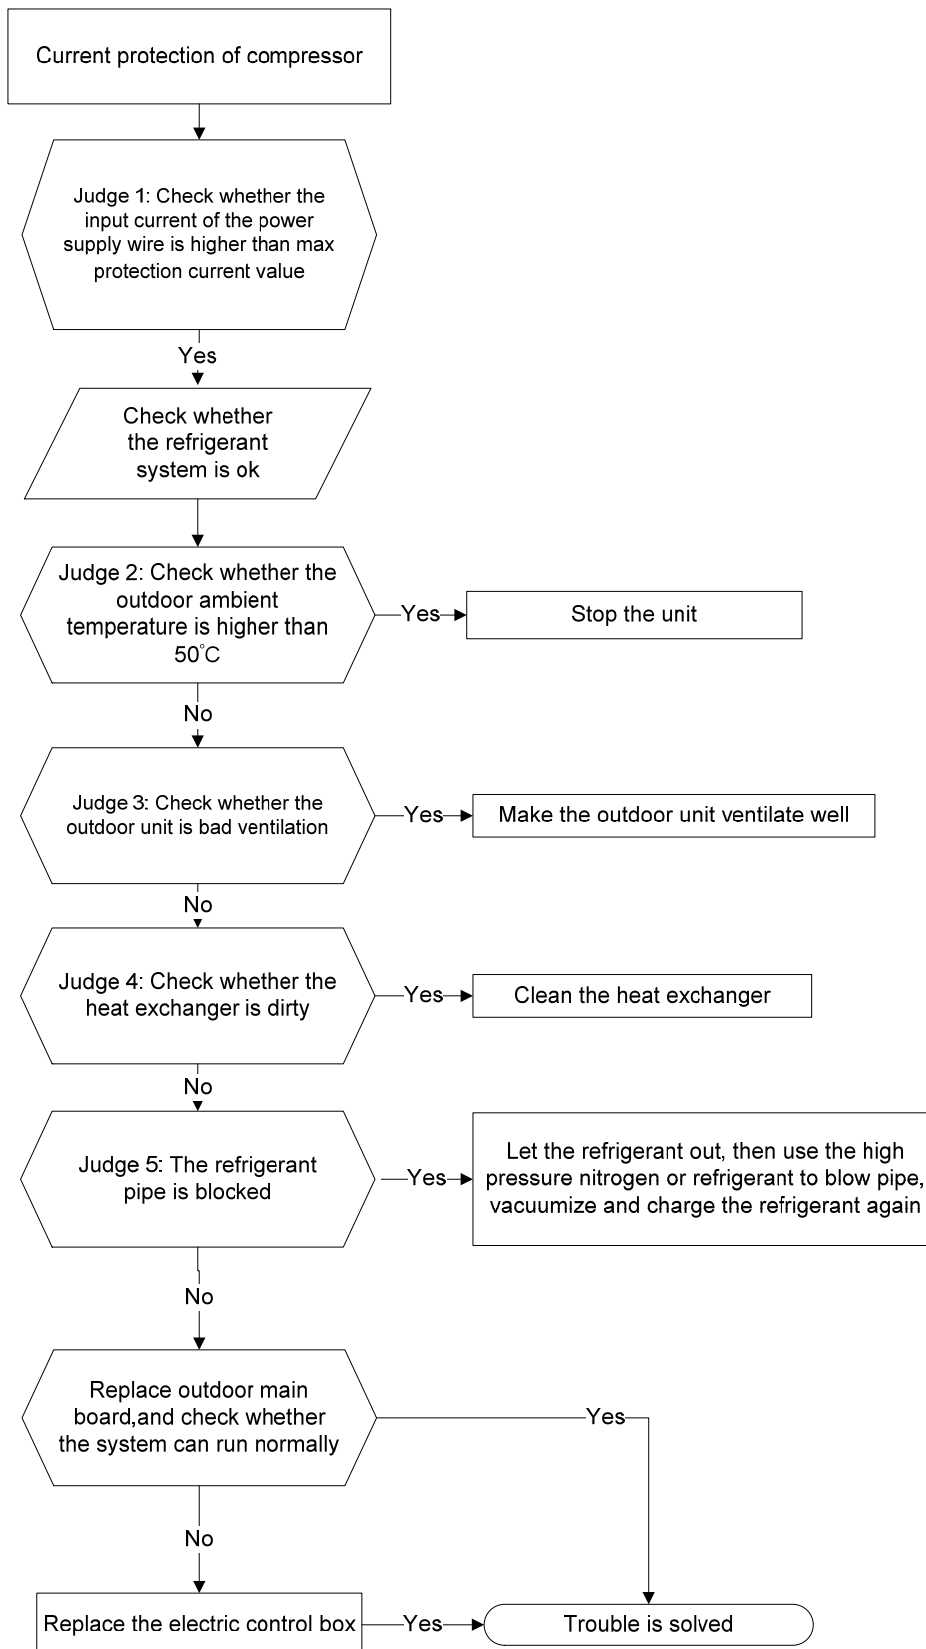 Current protection of compressor
Judge 1: Check whether the
input current of the power
supply wire is higher than max
protection current value
Yes
Check whether
the refrigerant
system is ok
Judge 2: Check whether the
outdoor ambient
temperature is higher than
50°C
Yes
Stop the unit
No
Judge 3: Check whether the
outdoor unit is bad ventilation
Yes
Make the outdoor unit ventilate well
No
Judge 4: Check whether the
heat exchanger is dirty
Yes
Clean the heat exchanger
No
Judge 5: The refrigerant
pipe is blocked
Yes
Let the refrigerant out, then use the high
pressure nitrogen or refrigerant to blow pipe,
vacuumize and charge the refrigerant again
No
Replace outdoor main
board,and check whether
the system can run normally
Yes
No
Replace the electric control box
Yes
Trouble is solved